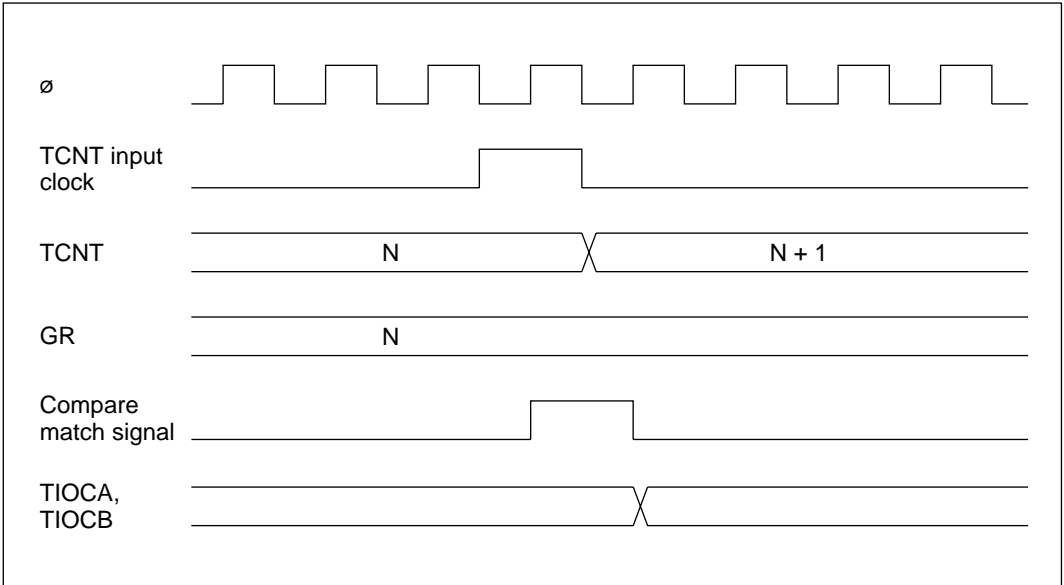 ø
TCNT input
clock
TCNT
N
N + 1
GR
N
Compare
match signal
TIOCA,
TIOCB